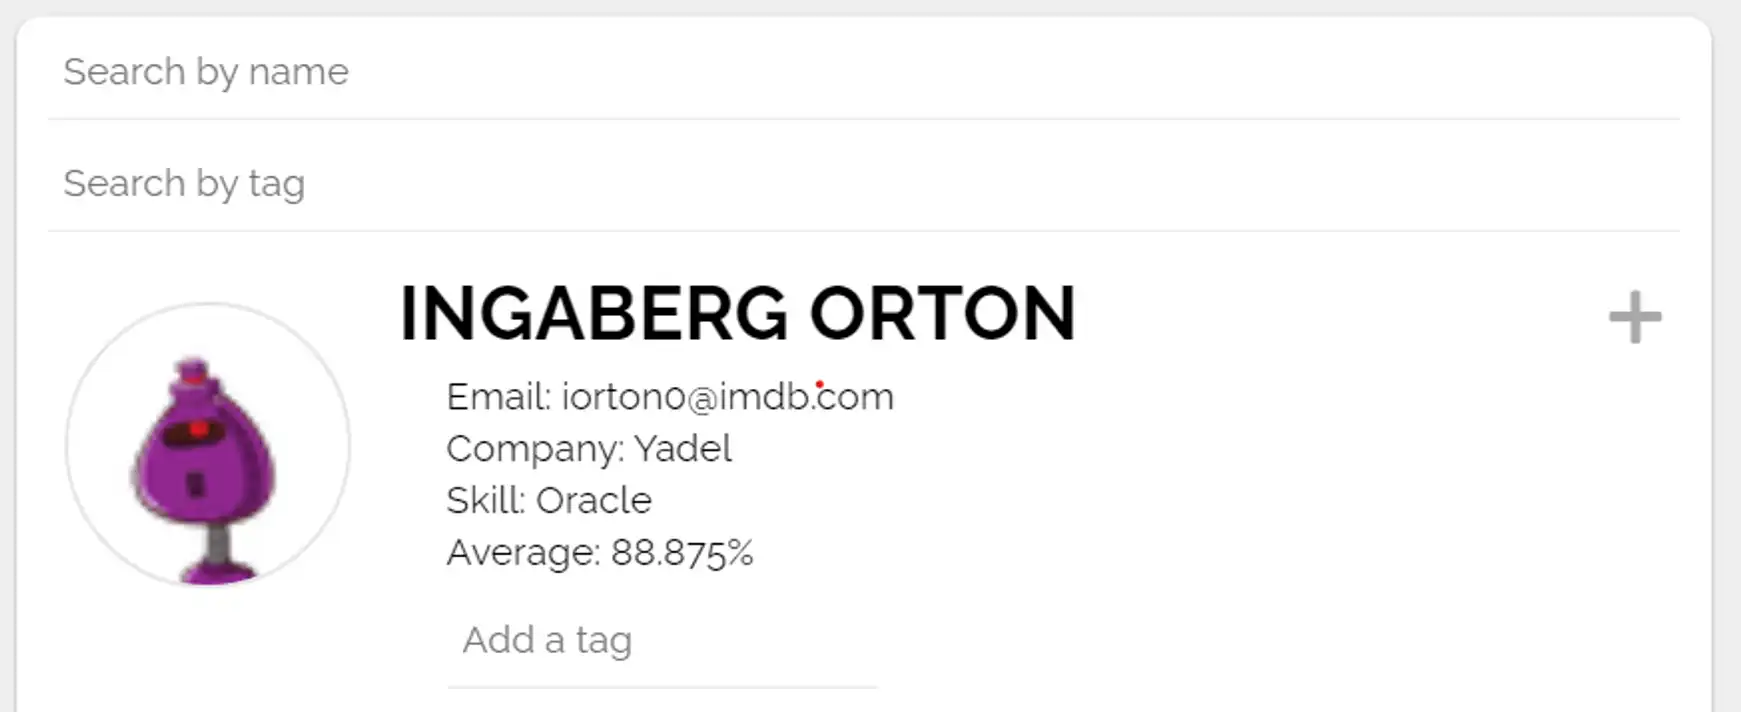 Search by name
Search by tag
INGABERG ORTON
Email: iorton0@imdb.com
Company: Yadel
Skill: Oracle
Average: 88.875%
Add a tag